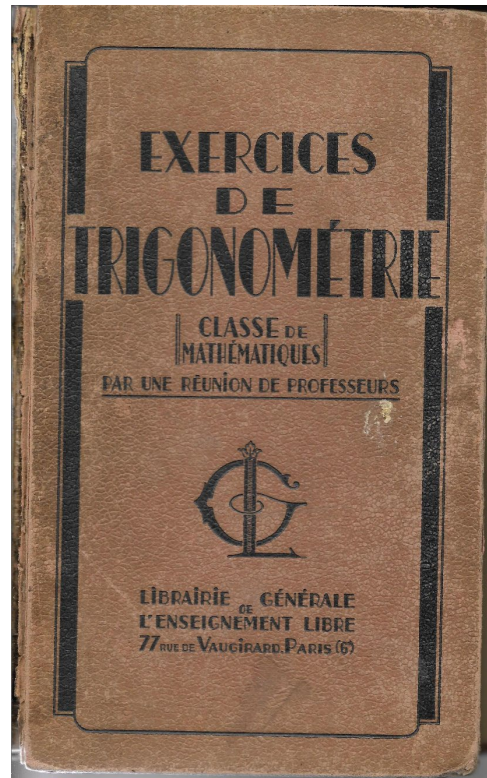 EXERCICES
DE
TRIGONOMÉTRIE
CLASSE DE
MATHÉMATIQUES
PAR UNE RÉUNION DE PROFESSEURS
LIBRAIRIE DE GÉNÉRALE
L'ENSEIGNEMENT LIBRE
77 RUE DE VAUGIRARD. PARIS (6ᵉ)